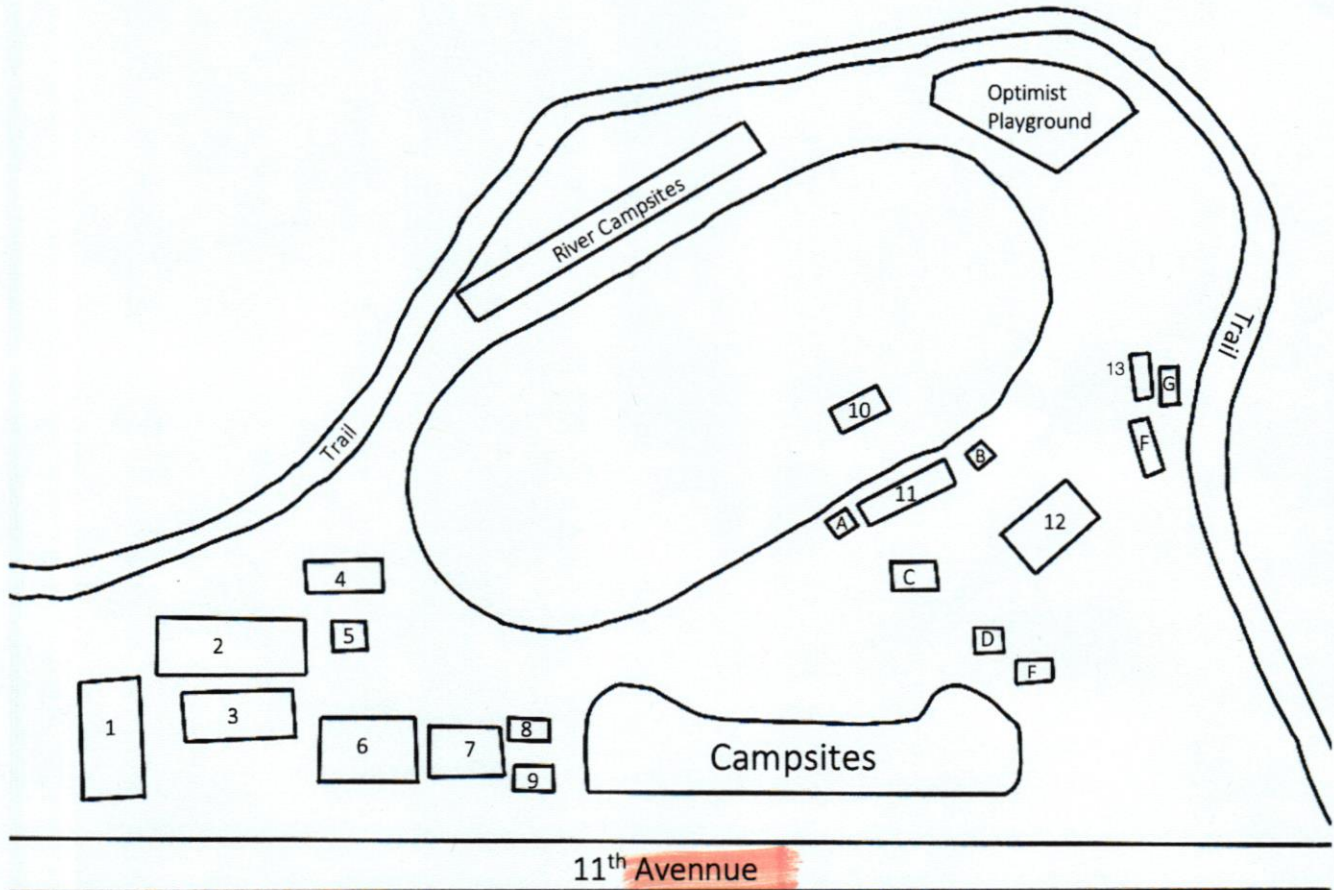 Optimist
Playground
River Campsites
Trail
Trail
13
G
F
10
B
11
A
12
C
4
5
2
D
F
1
3
6
7
8
9
Campsites
11th Avennue